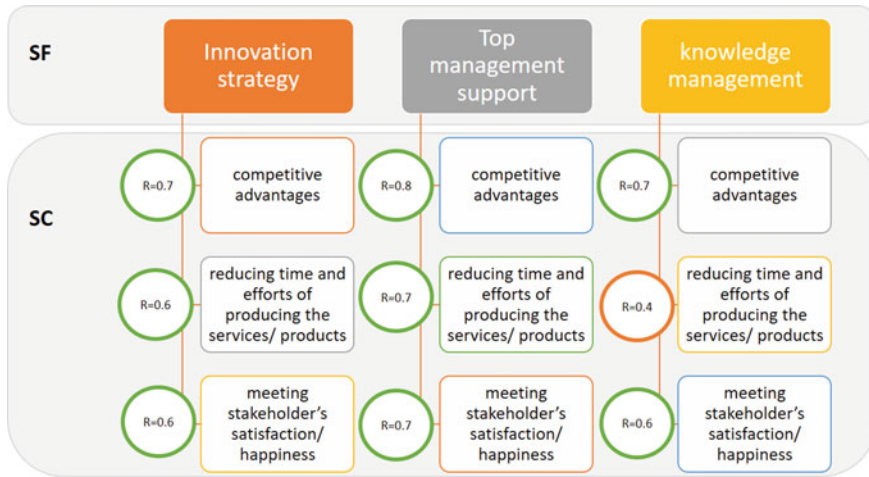 SF
Innovation
strategy
Top
management
support
knowledge
management
SC
R=0.7
competitive
advantages
R=0.8
competitive
advantages
R=0.7
competitive
advantages
R=0.6
reducing time and
efforts of
producing the
services/ products
R=0.7
reducing time and
efforts of
producing the
services/ products
R=0.4
reducing time and
efforts of
producing the
services/ products
R=0.6
meeting
stakeholder's
satisfaction/
happiness
R=0.7
meeting
stakeholder's
satisfaction/
happiness
R=0.6
meeting
stakeholder's
satisfaction/
happiness